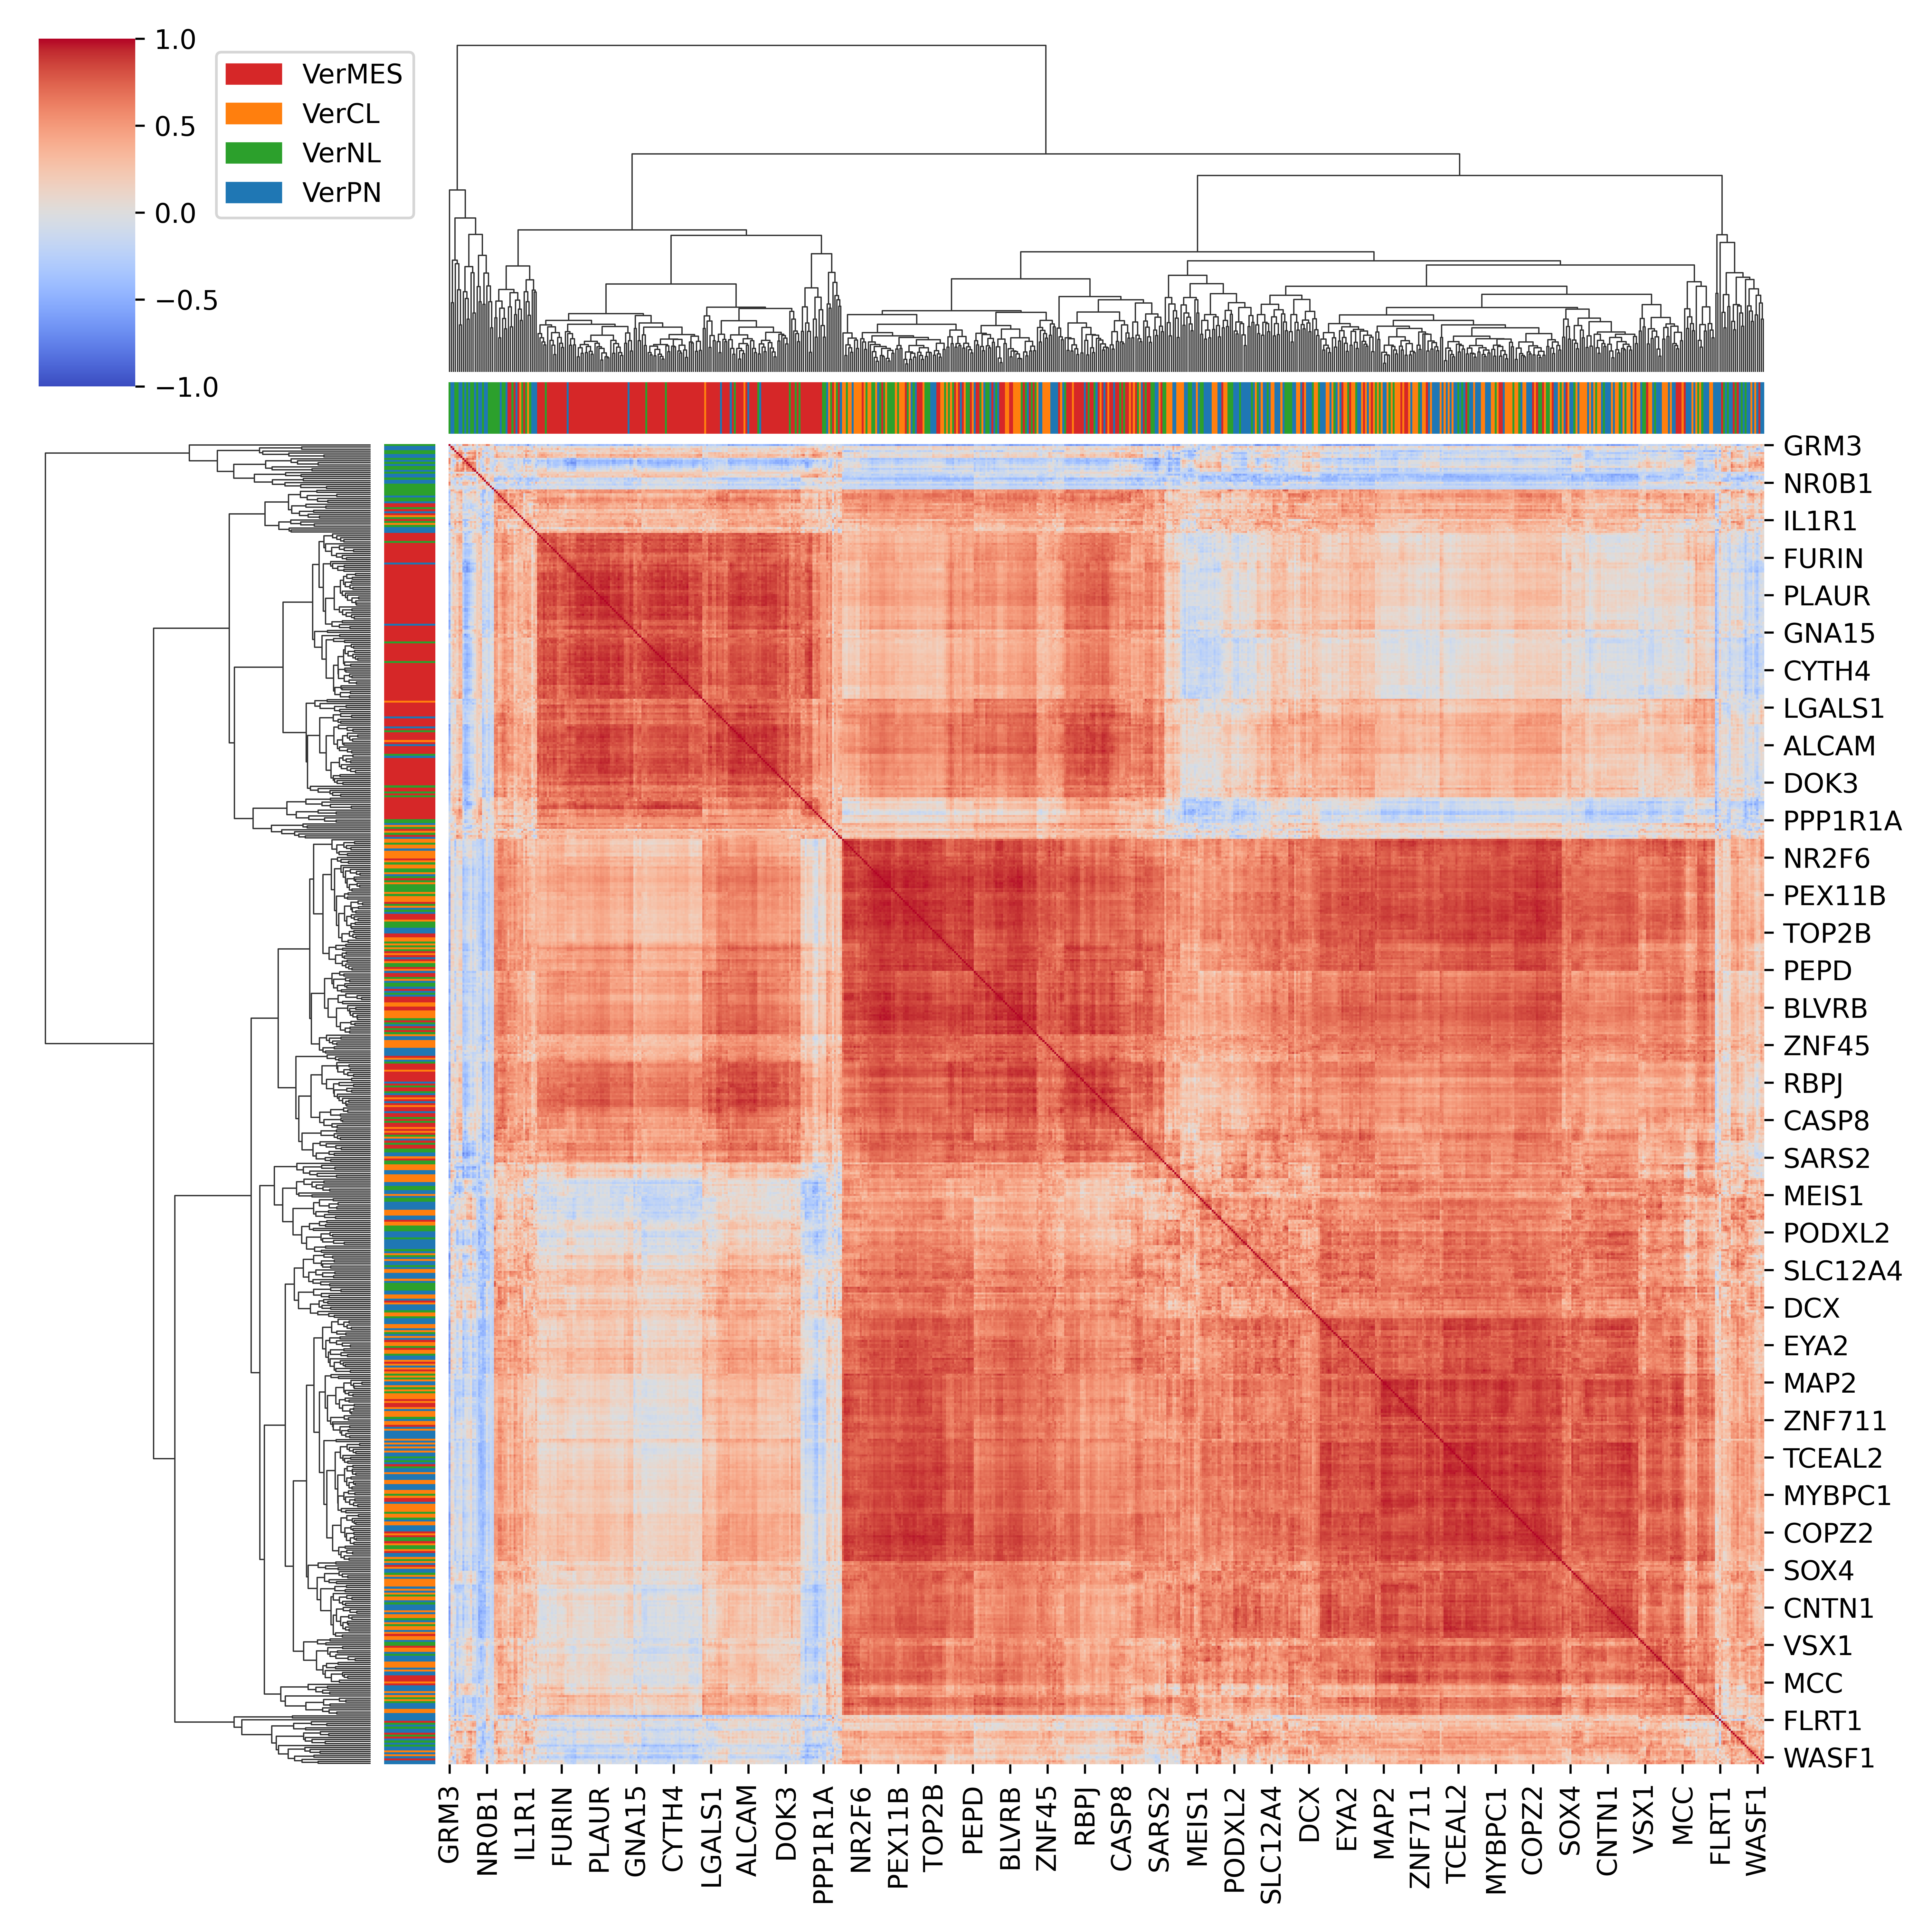 1.0
0.5
0.0
−0.5
−1.0
VerMES
VerCL
VerNL
VerPN
GRM3
NR0B1
IL1R1
FURIN
PLAUR
GNA15
CYTH4
LGALS1
ALCAM
DOK3
PPP1R1A
NR2F6
PEX11B
TOP2B
PEPD
BLVRB
ZNF45
RBPJ
CASP8
SARS2
MEIS1
PODXL2
SLC12A4
DCX
EYA2
MAP2
ZNF711
TCEAL2
MYBPC1
COPZ2
SOX4
CNTN1
VSX1
MCC
FLRT1
WASF1
GRM3
NR0B1
IL1R1
FURIN
PLAUR
GNA15
CYTH4
LGALS1
ALCAM
DOK3
PPP1R1A
NR2F6
PEX11B
TOP2B
PEPD
BLVRB
ZNF45
RBPJ
CASP8
SARS2
MEIS1
PODXL2
SLC12A4
DCX
EYA2
MAP2
ZNF711
TCEAL2
MYBPC1
COPZ2
SOX4
CNTN1
VSX1
MCC
FLRT1
WASF1